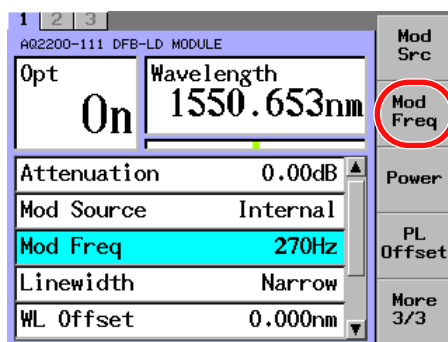 1 2 3
AQ2200-111 DFB-LD MODULE
Opt
On
Wavelength
1550.653nm
Attenuation 0.00dB
Mod Source Internal
Mod Freq 270Hz
Linewidth Narrow
WL Offset 0.000nm
Mod
Src
Mod
Freq
Power
PL
Offset
More
3/3